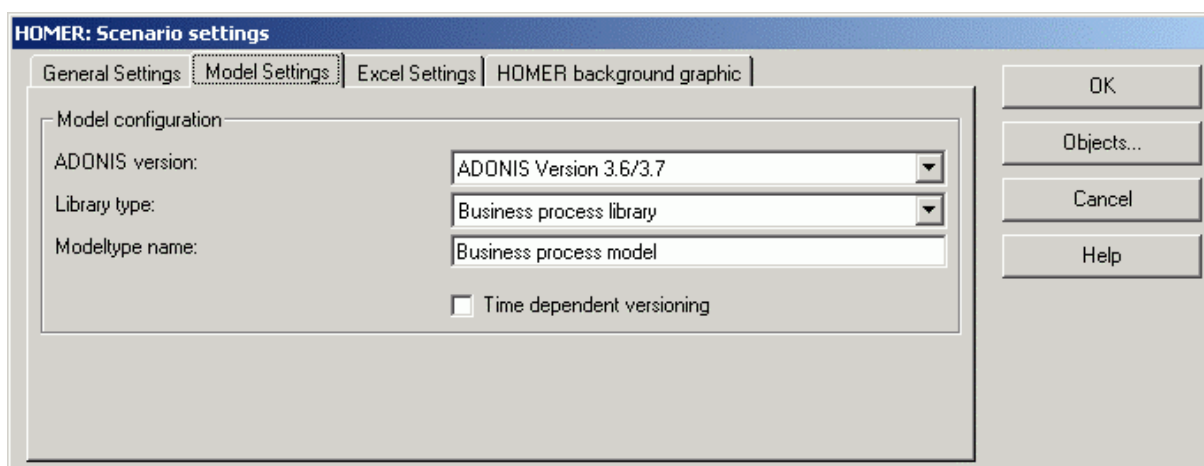 HOMER: Scenario settings
General Settings Model Settings Excel Settings HOMER background graphic
OK
Model configuration
Objects...
ADONIS version: ADONIS Version 3.6/3.7
Cancel
Library type: Business process library
Modeltype name: Business process model
Help
Time dependent versioning